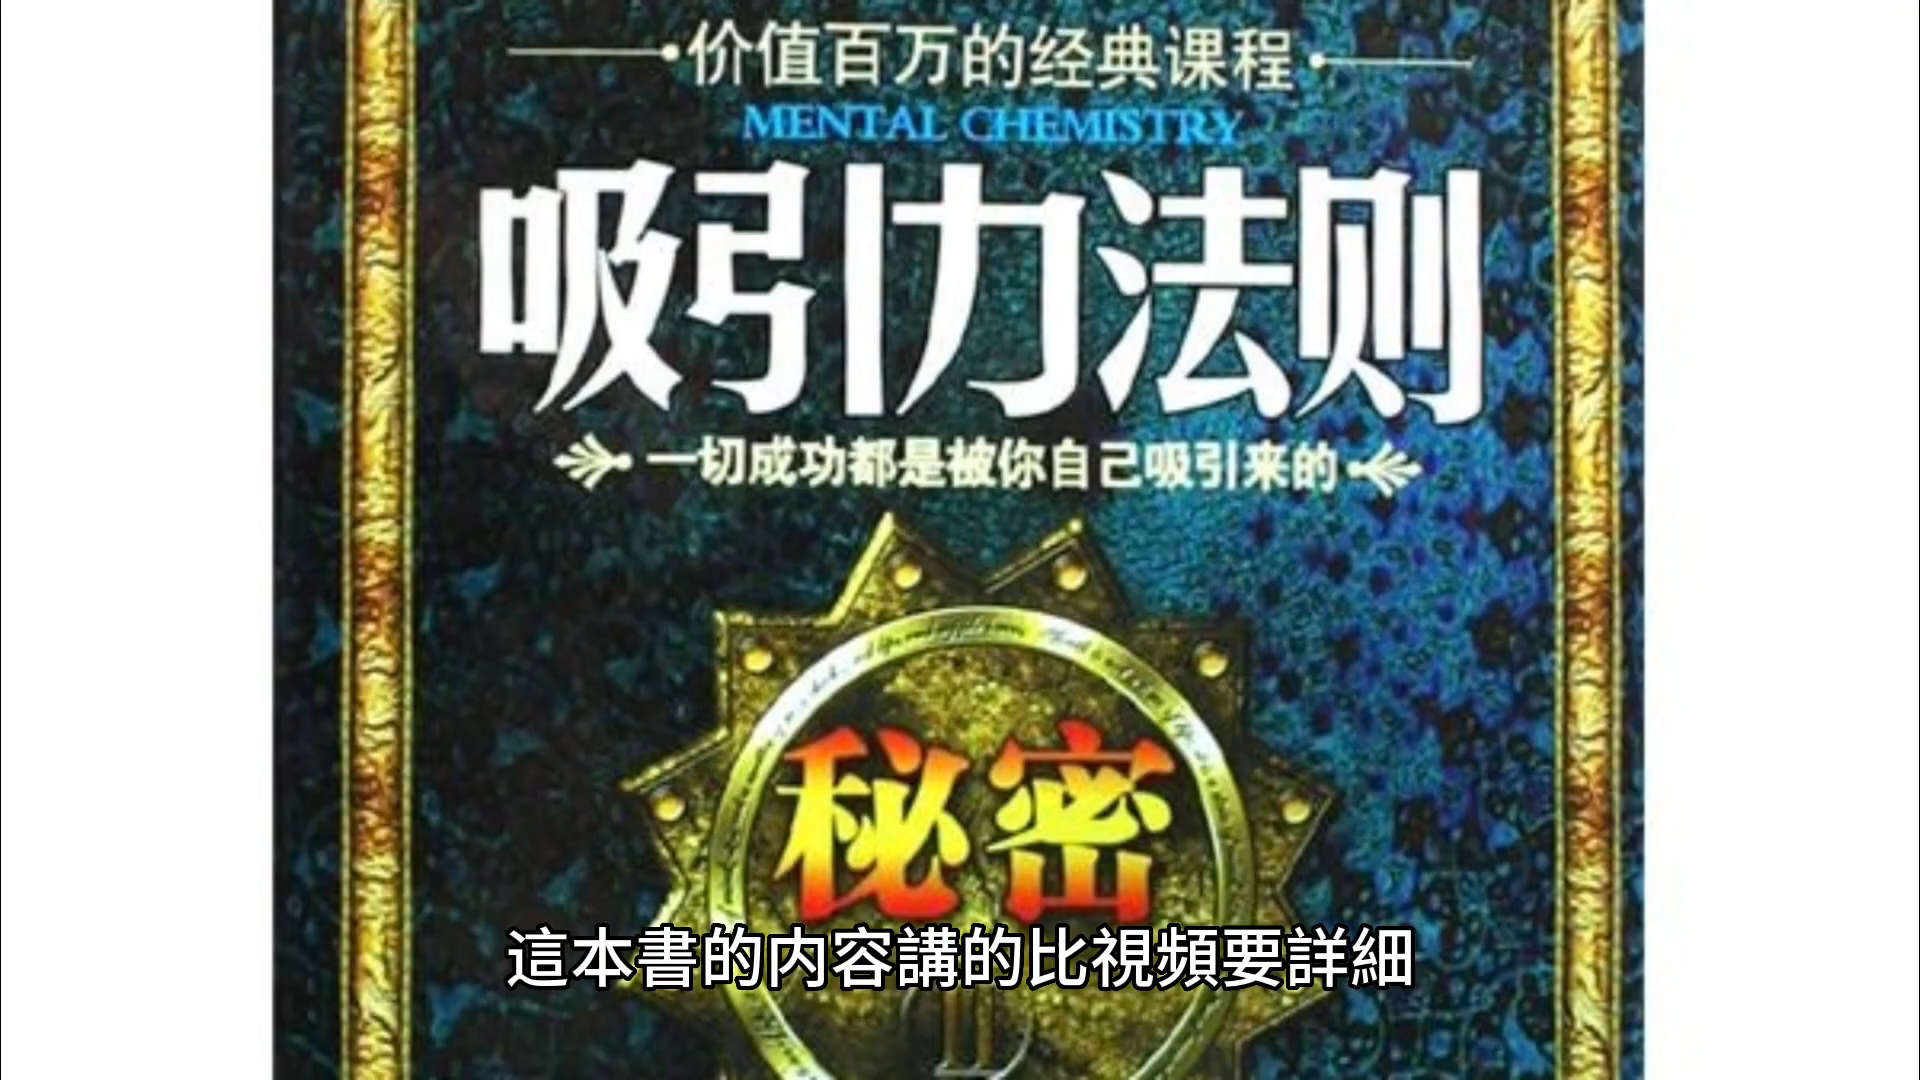 价值百万的经典课程
MENTAL CHEMISTRY
吸引力法则
一切成功都是被你自己吸引来的
秘密
這本書的内容講的比視頻要詳細